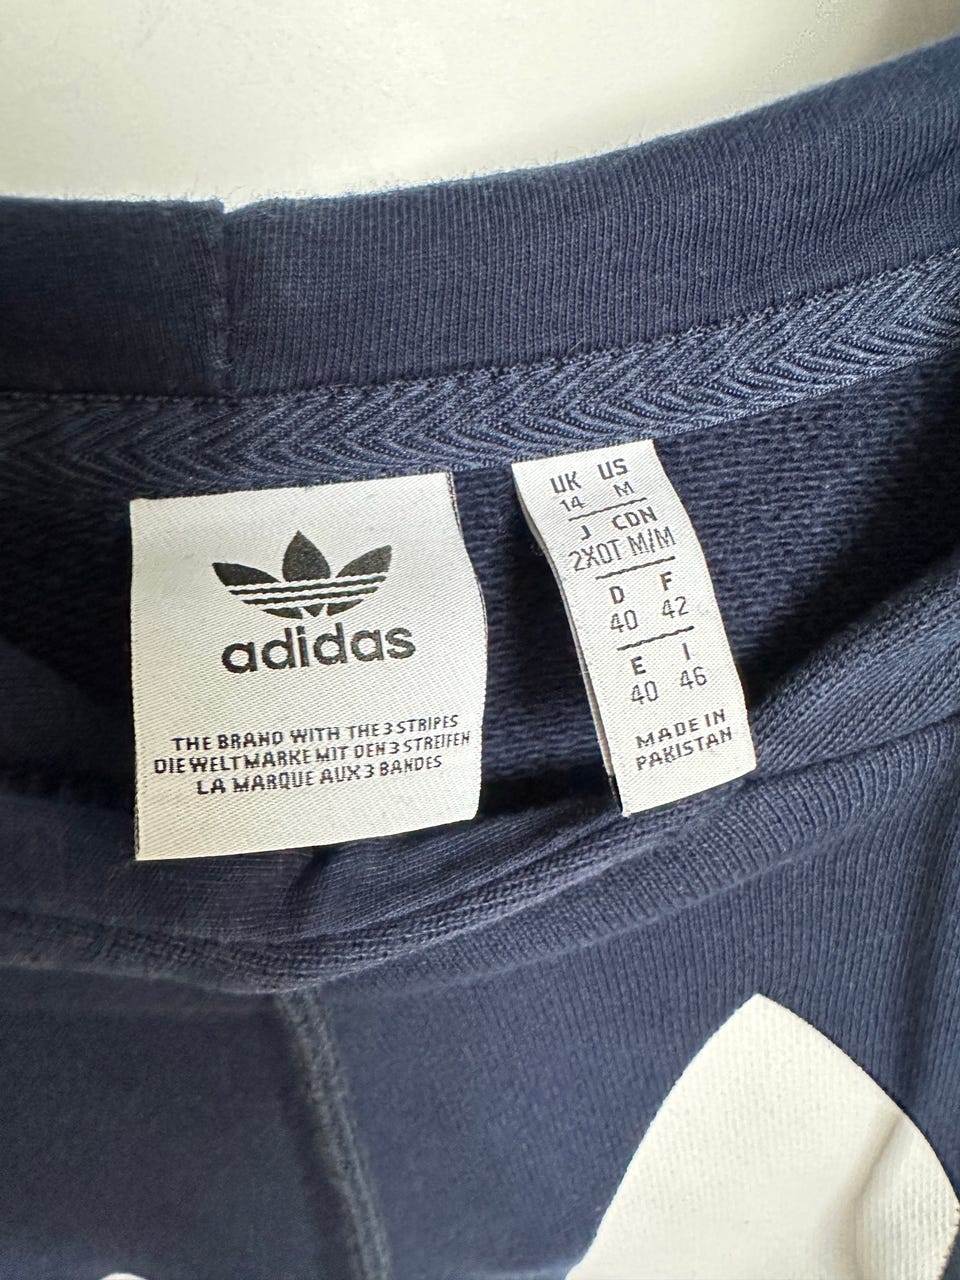 adidas
THE BRAND WITH THE 3 STRIPES
DIE WELTMARKE MIT DEN 3 STREIFEN
LA MARQUE AUX 3 BANDES
UK US
14 M
J CDN
2XOT M/M
D F
40 42
E I
40 46
MADE IN
PAKISTAN